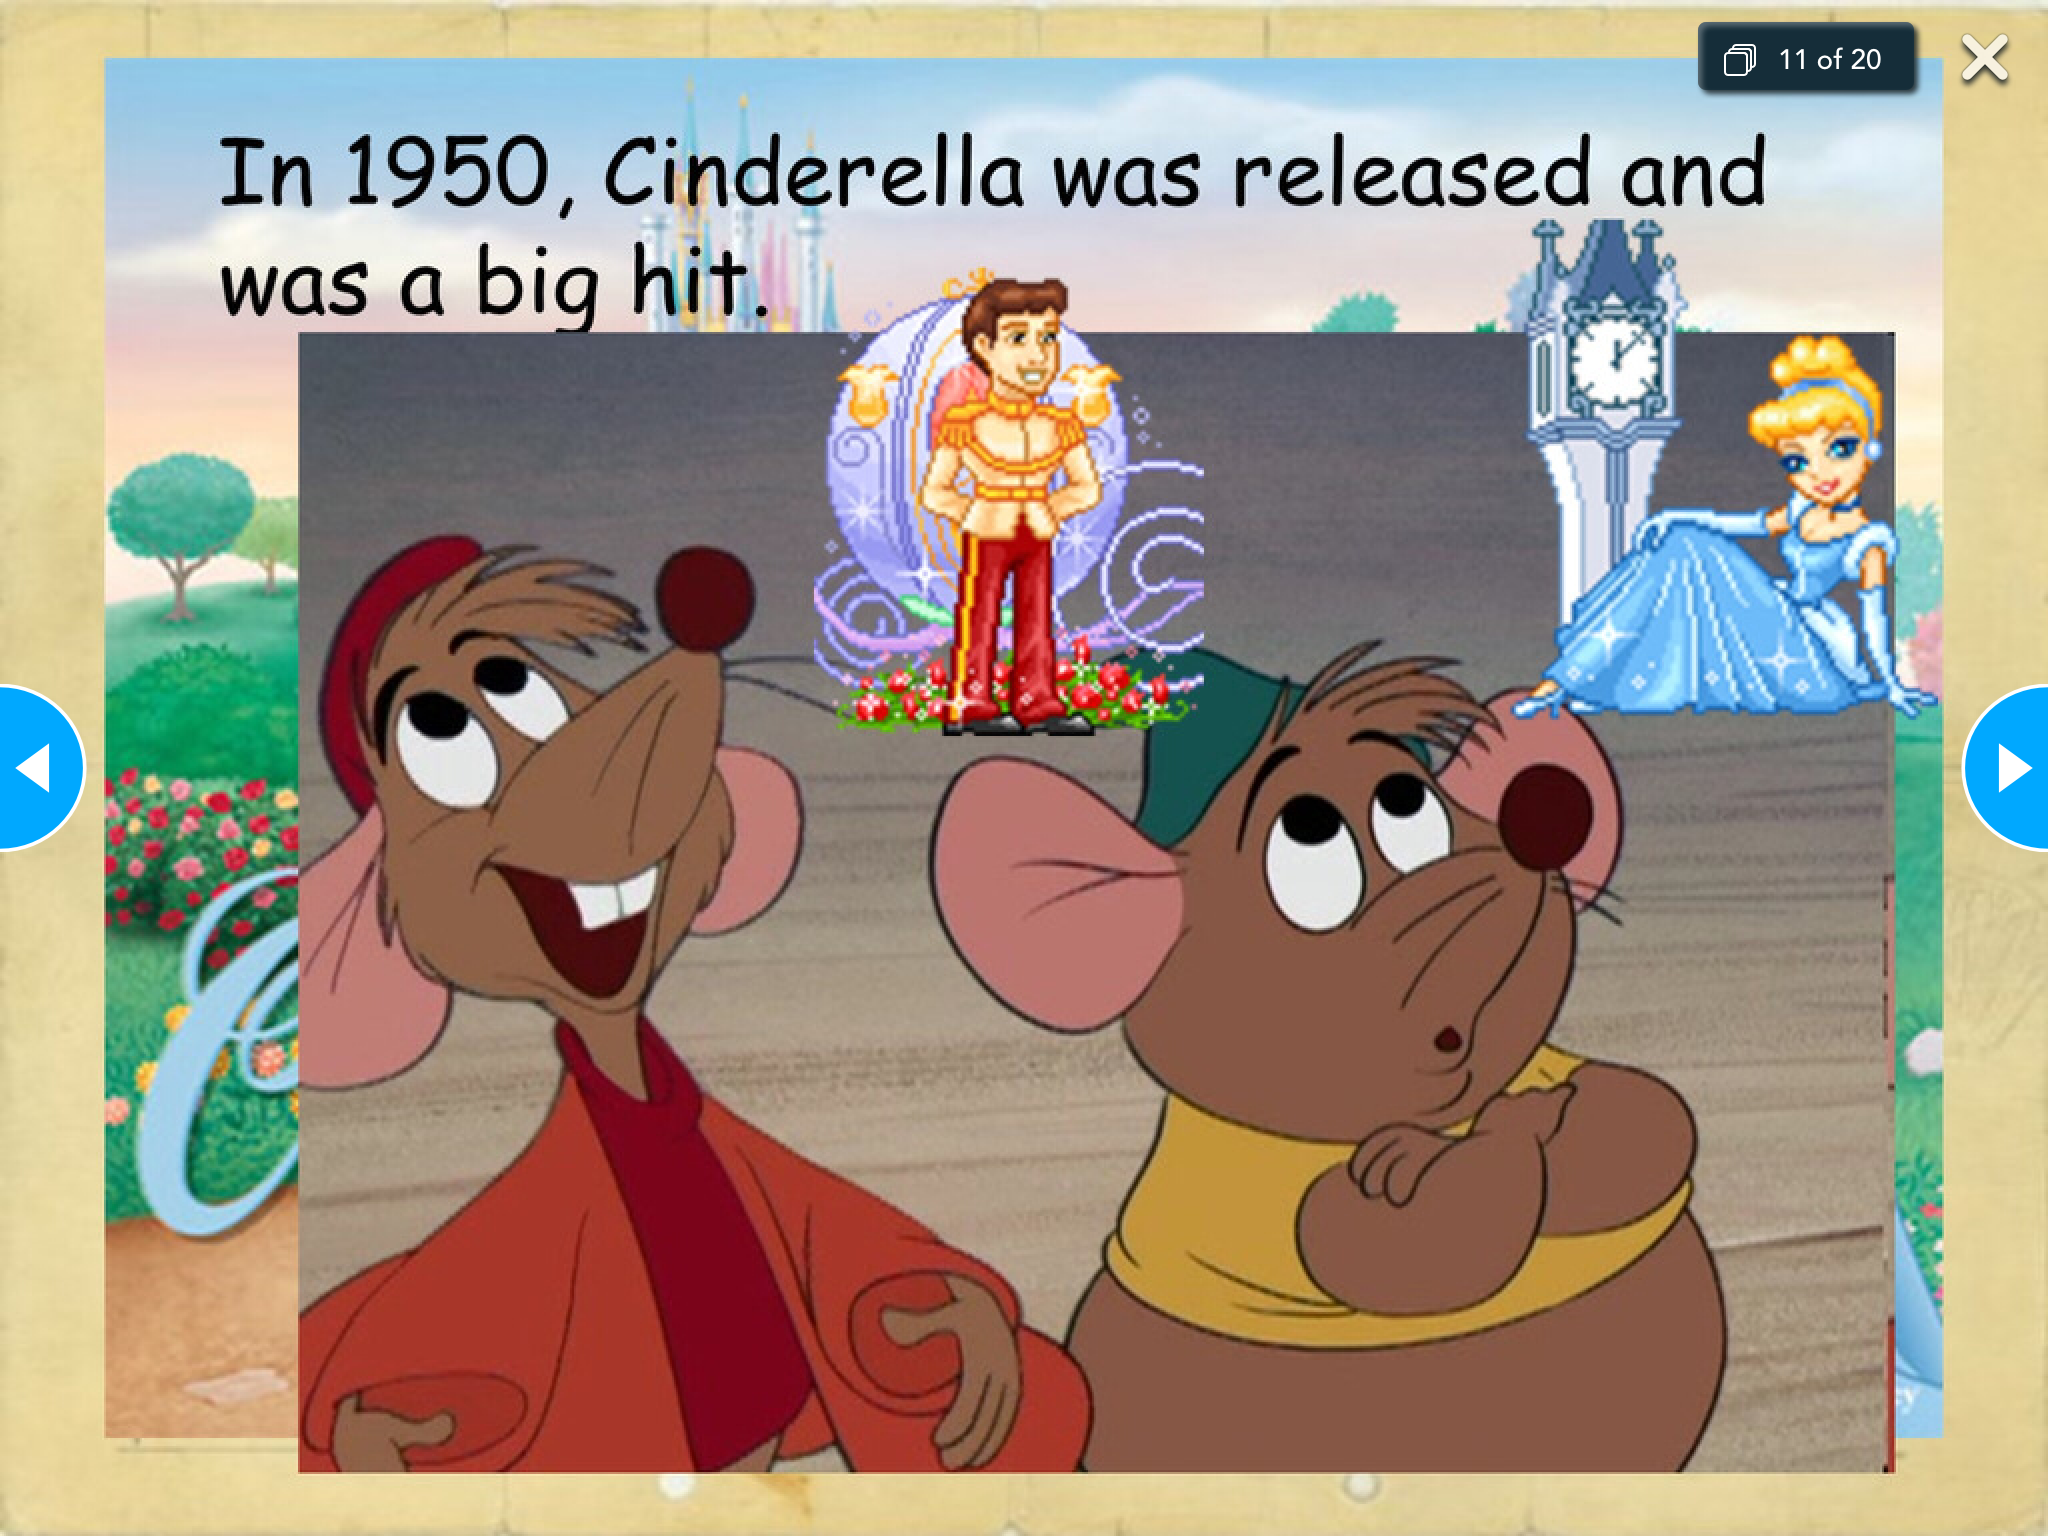 11 of 20
In 1950, Cinderella was released and
was a big hit.